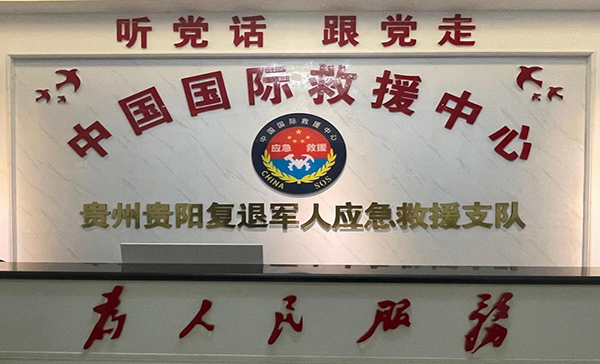 听党话 跟党走
中国国际救援中心
中国国际救援中心
应急 救援
CHINA SOS
贵州贵阳复退军人应急救援支队
为人民服务